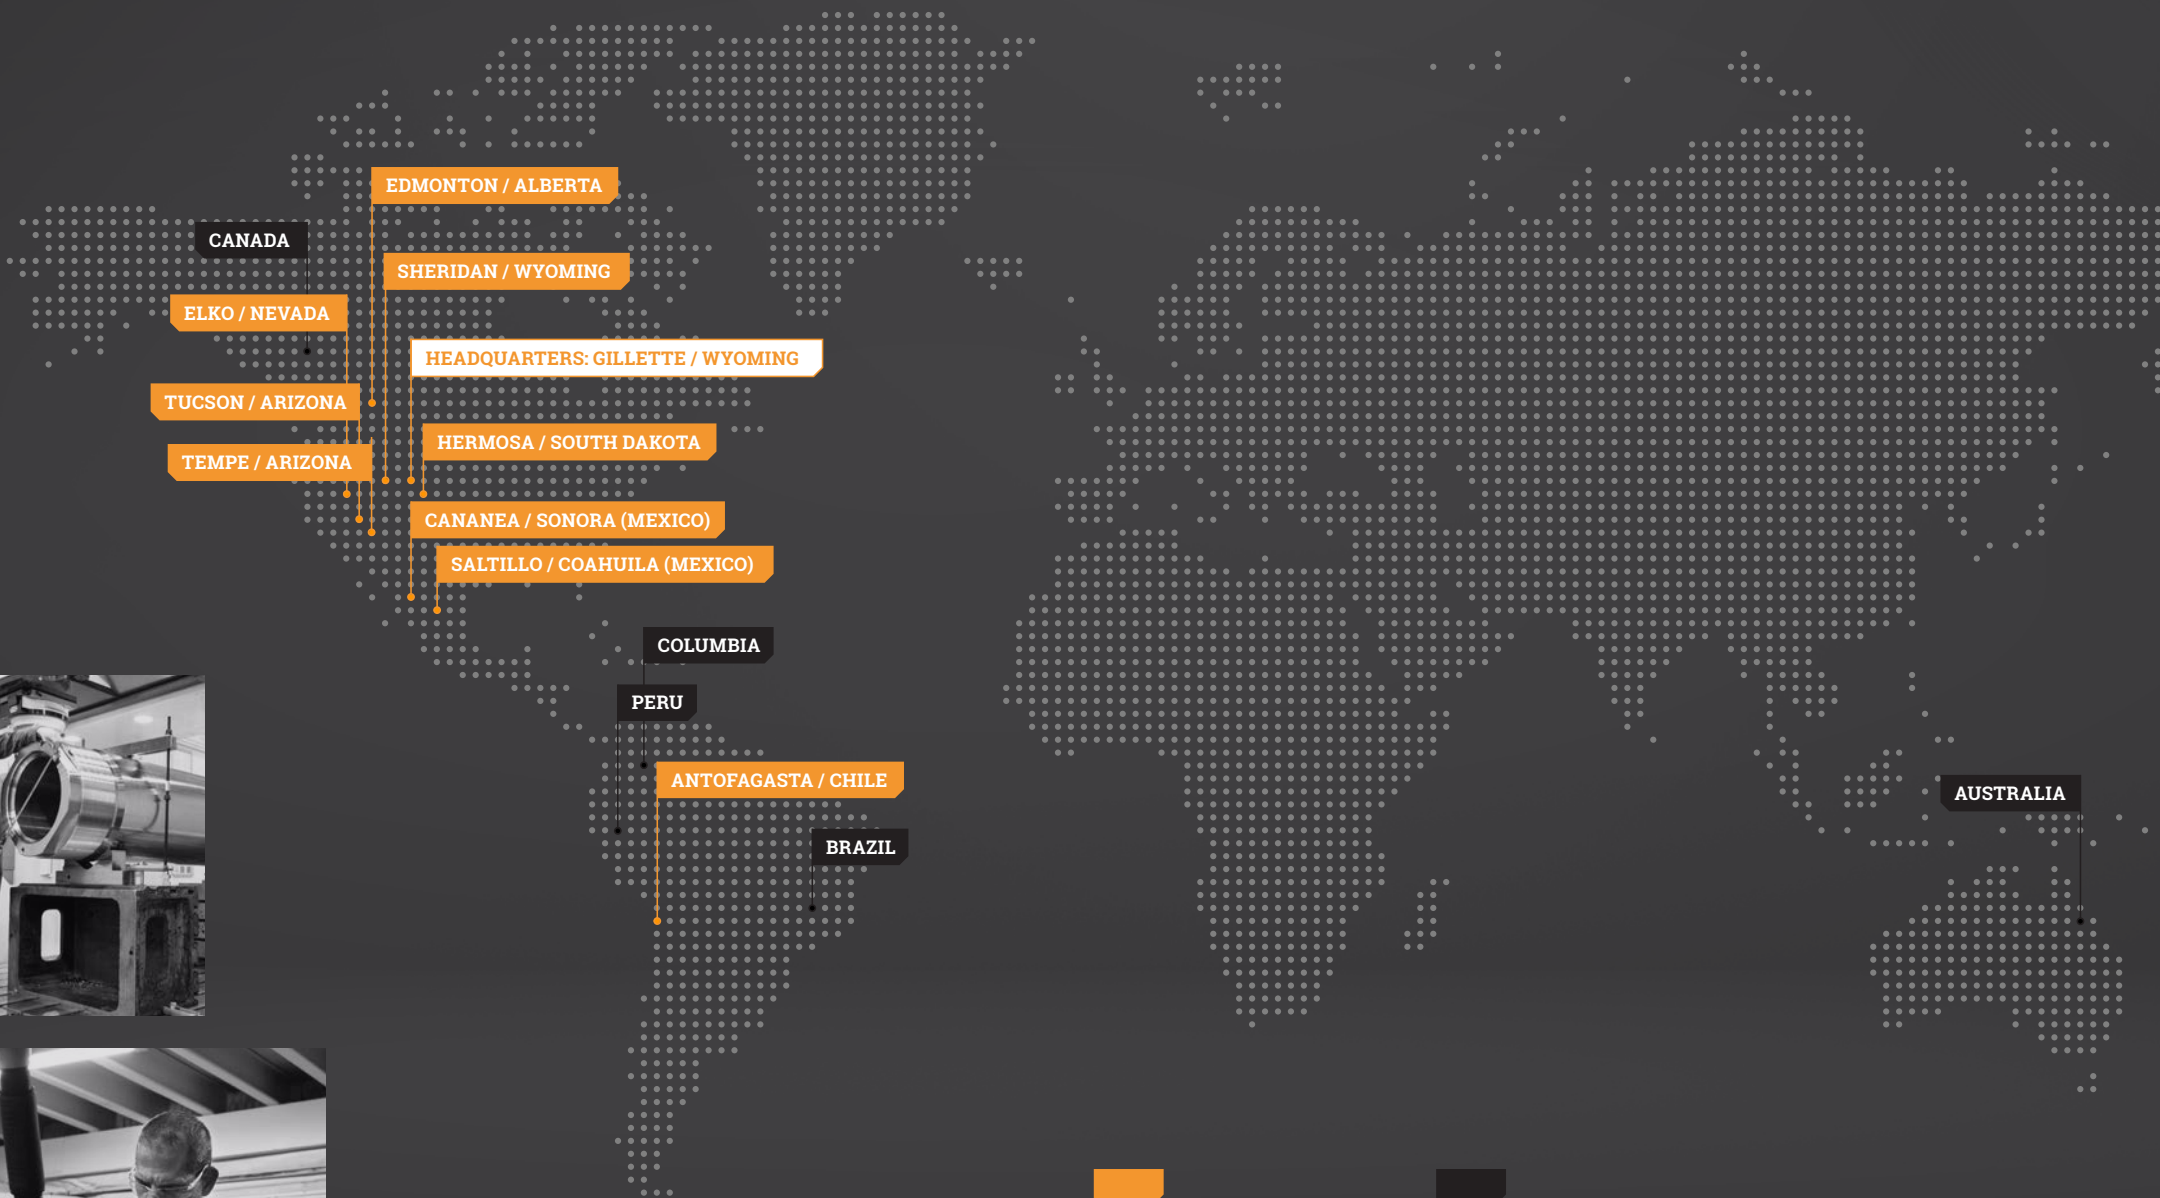 EDMONTON / ALBERTA
CANADA
SHERIDAN / WYOMING
ELKO / NEVADA
HEADQUARTERS: GILLETTE / WYOMING
TUCSON / ARIZONA
HERMOSA / SOUTH DAKOTA
TEMPE / ARIZONA
CANANEA / SONORA (MEXICO)
SALTILLO / COAHUILA (MEXICO)
COLUMBIA
PERU
ANTOFAGASTA / CHILE
AUSTRALIA
BRAZIL